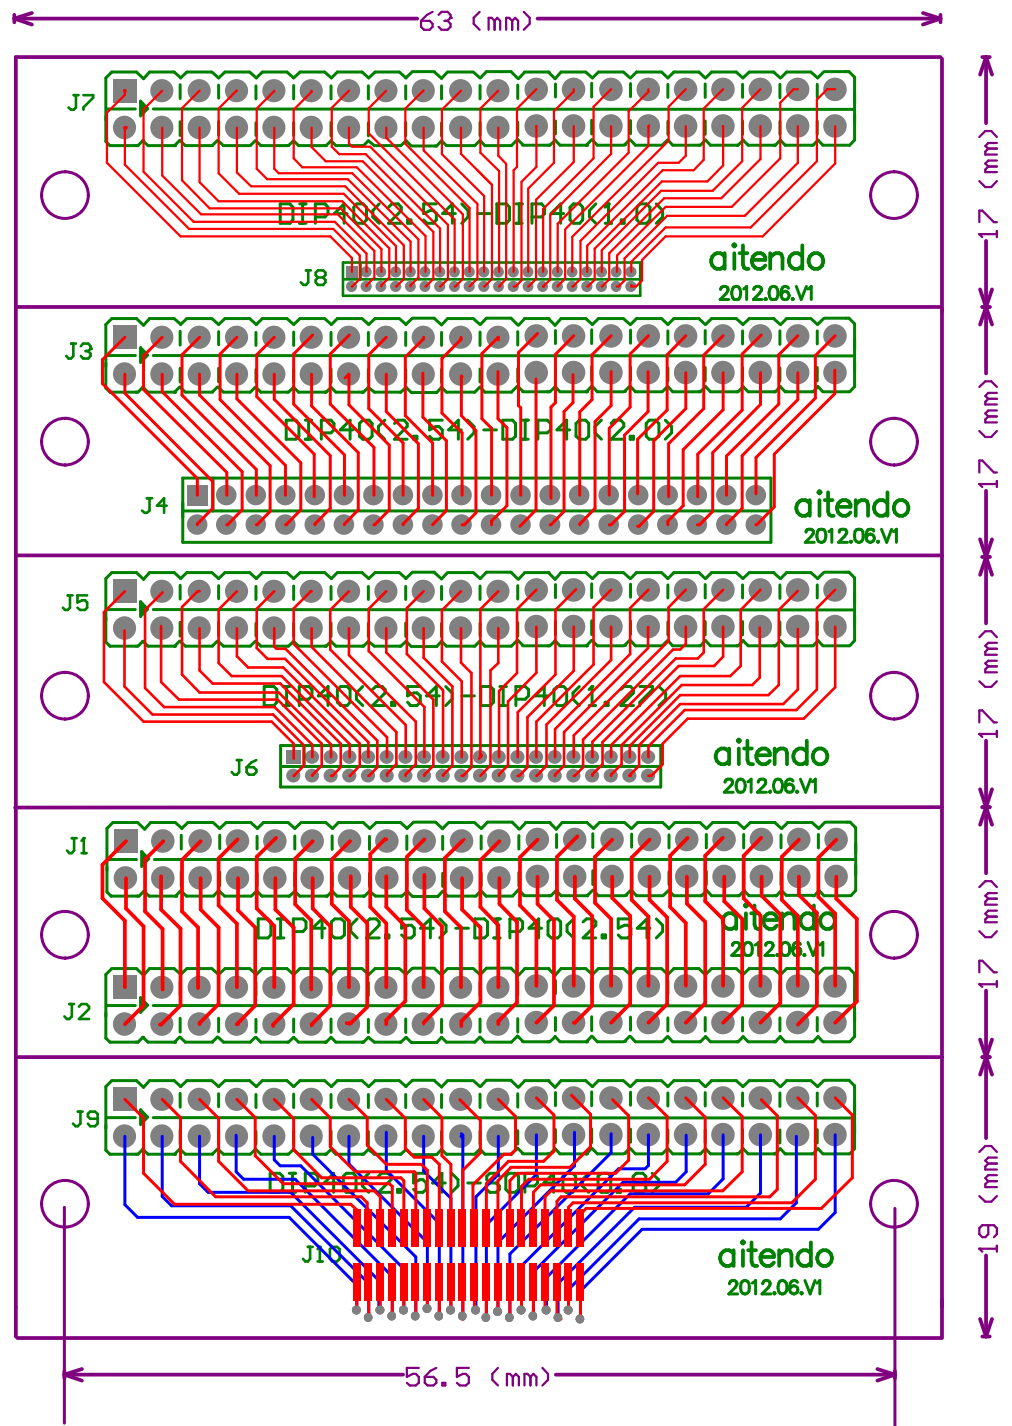 63 (mm)
J7
DIP40(2.54)-DIP40(1.0)
J8
aitendo
2012.06.V1
17 (mm)
J3
DIP40(2.54)-DIP40(2.0)
J4
aitendo
2012.06.V1
17 (mm)
J5
DIP40(2.54)-DIP40(1.27)
J6
aitendo
2012.06.V1
17 (mm)
J1
DIP40(2.54)-DIP40(2.54)
aitendo
2012.06.V1
J2
17 (mm)
J9
J10
aitendo
2012.06.V1
19 (mm)
56.5 (mm)